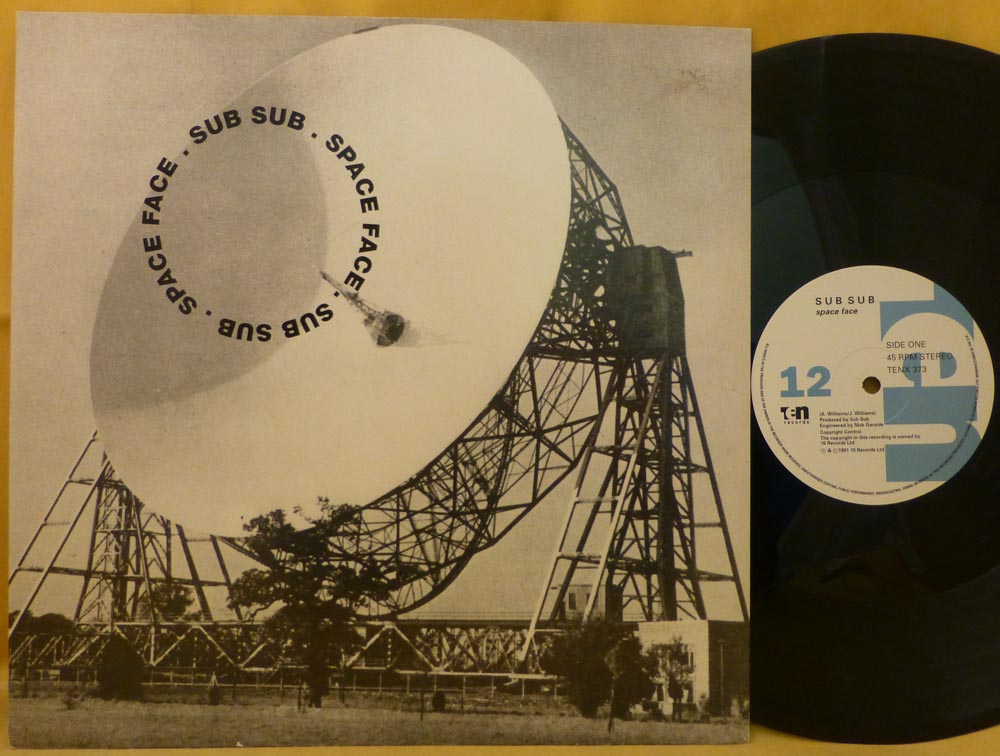 SUB SUB . SPACE FACE . SUB SUB . SPACE FACE .
SUB SUB
space face
SIDE ONE
45 RPM STEREO
TENX 373
12
TEN
records
(A. Williams/J. Williams)
Produced by Sub Sub
Engineered by Nick Garside
Copyright Control
The copyright in this recording is owned by
10 Records Ltd
Ⓟ & © 1991 10 Records Ltd